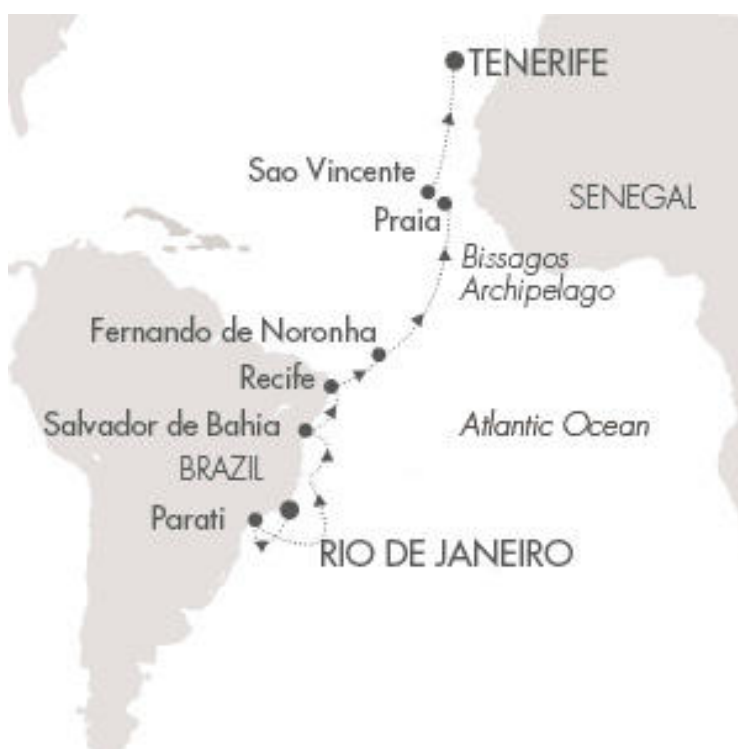 TENERIFE
Sao Vincente
SENEGAL
Praia
Bissagos
Archipelago
Fernando de Noronha
Recife
Salvador de Bahia
Atlantic Ocean
BRAZIL
Parati
RIO DE JANEIRO